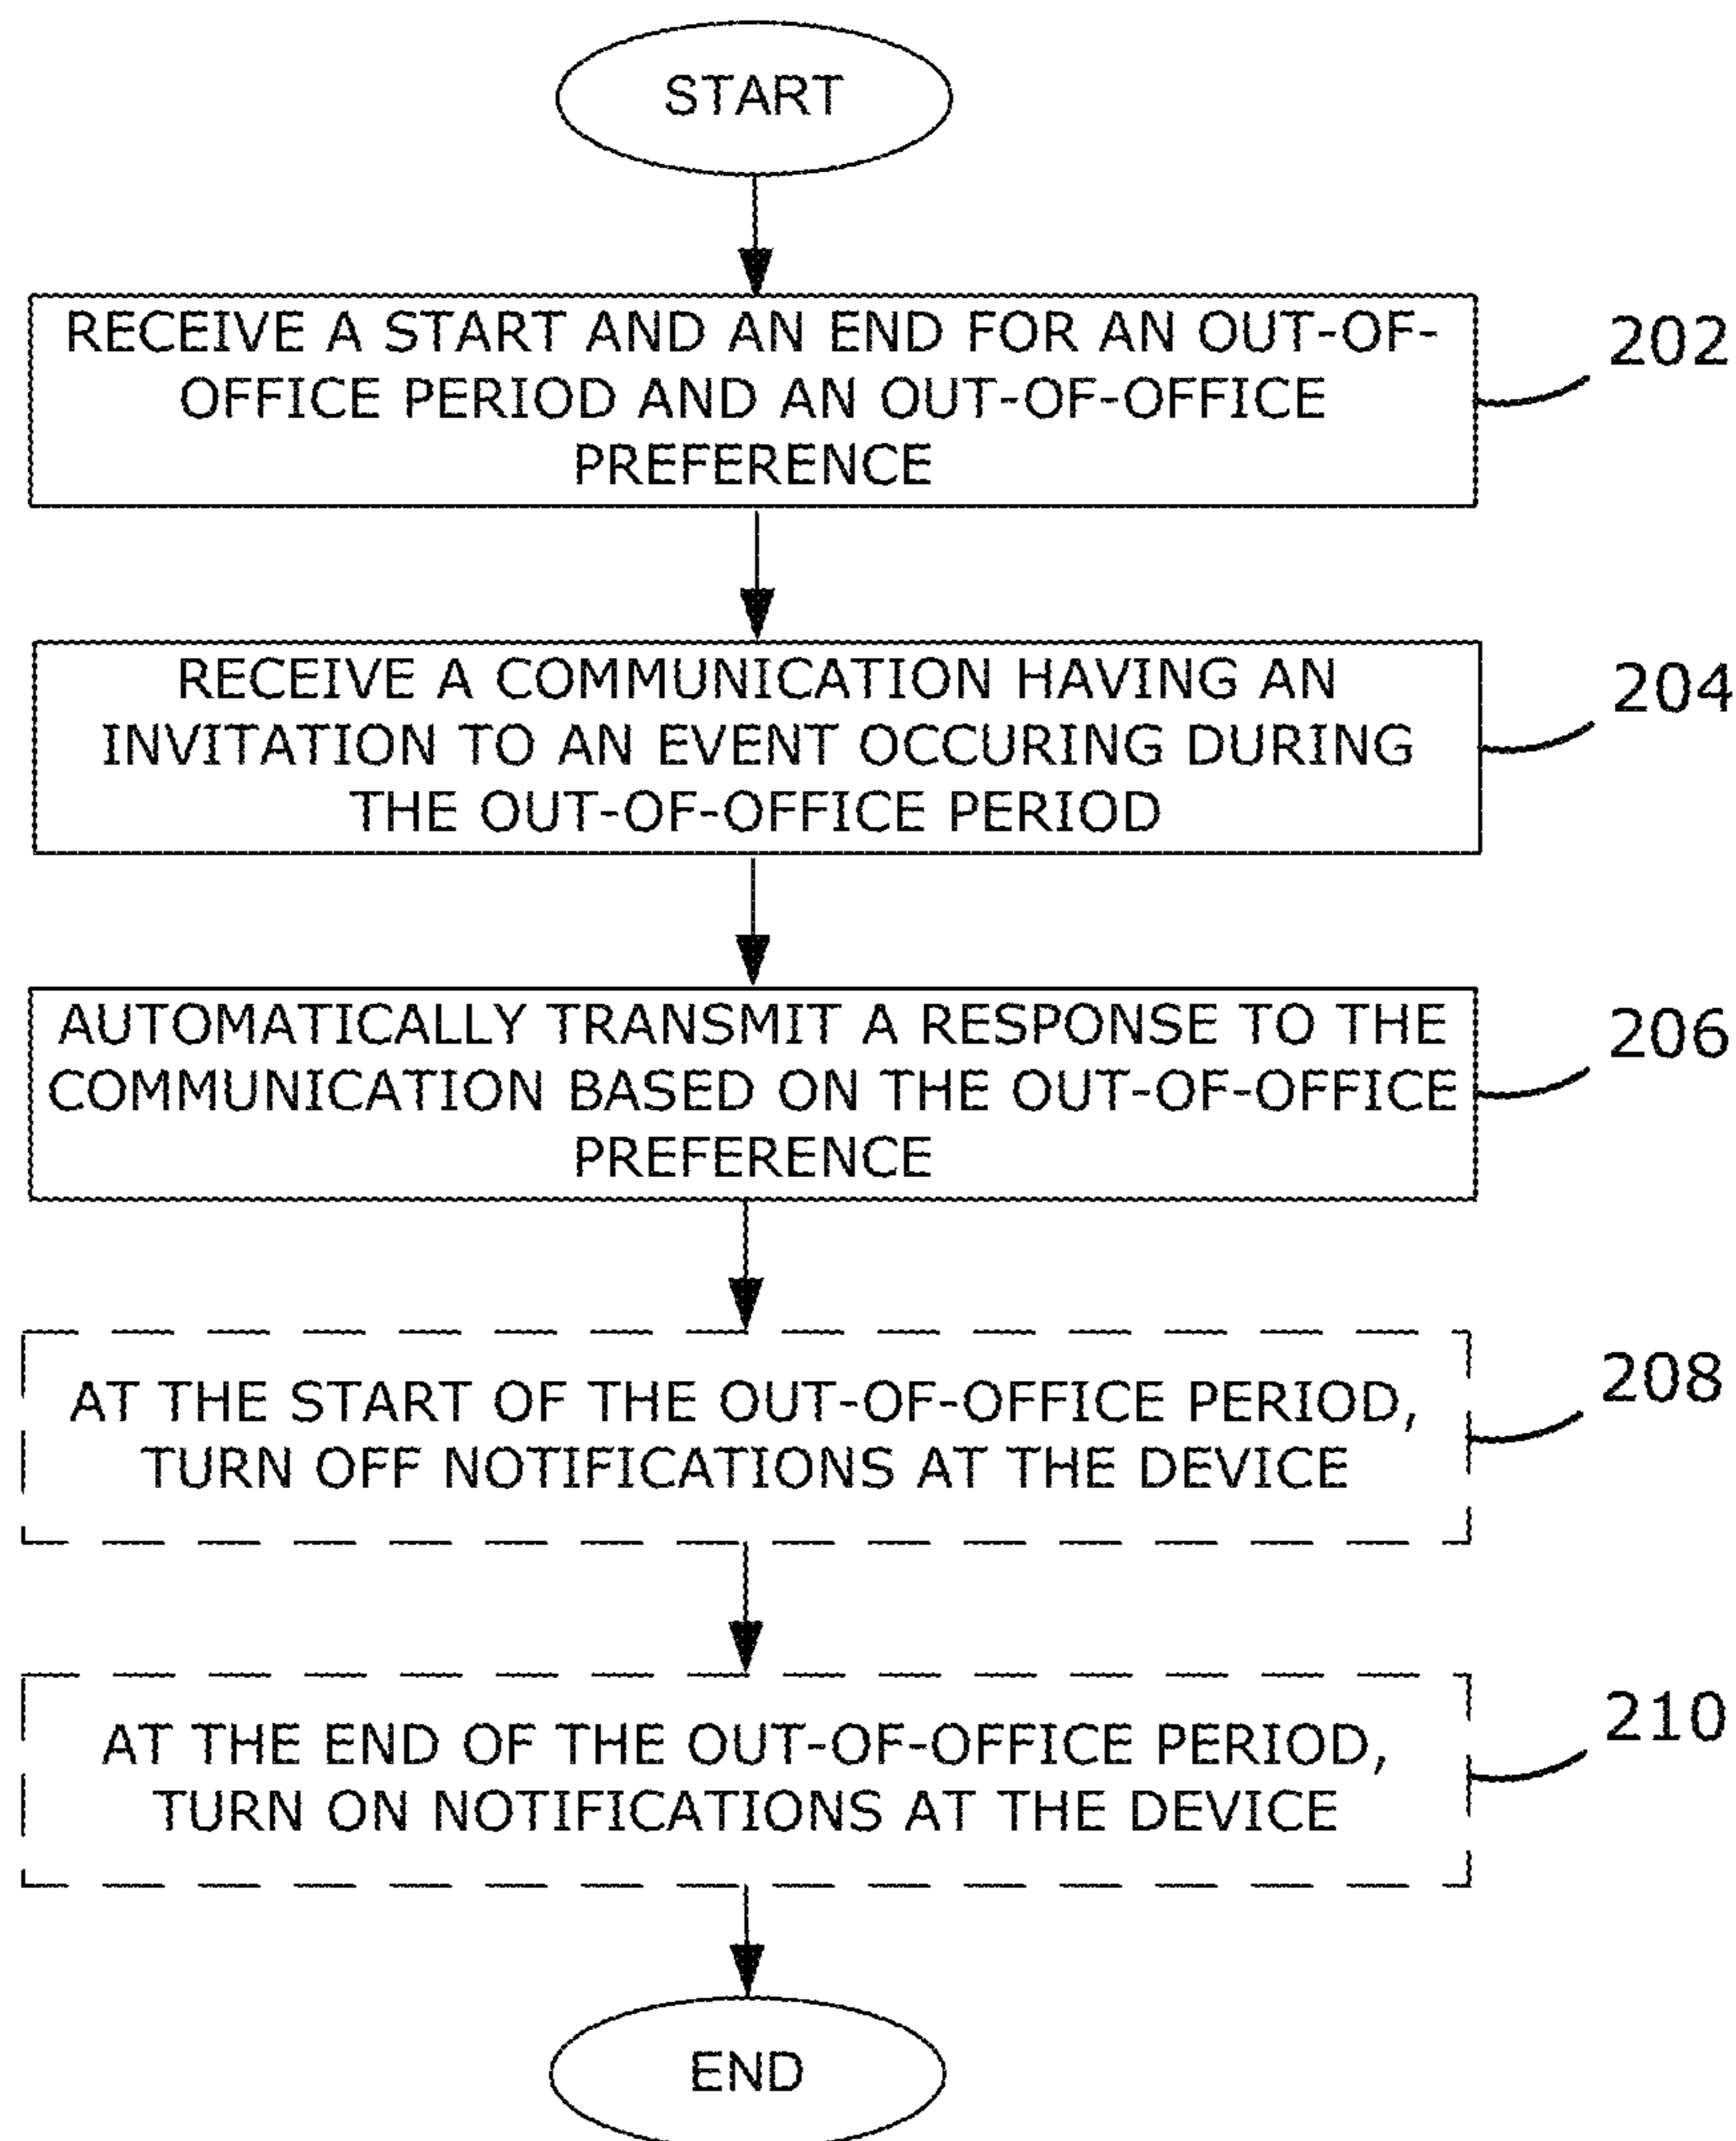 START
RECEIVE A START AND AN END FOR AN OUT-OF-
OFFICE PERIOD AND AN OUT-OF-OFFICE
PREFERENCE
202
RECEIVE A COMMUNICATION HAVING AN
INVITATION TO AN EVENT OCCURING DURING
THE OUT-OF-OFFICE PERIOD
204
AUTOMATICALLY TRANSMIT A RESPONSE TO THE
COMMUNICATION BASED ON THE OUT-OF-OFFICE
PREFERENCE
206
AT THE START OF THE OUT-OF-OFFICE PERIOD,
TURN OFF NOTIFICATIONS AT THE DEVICE
208
AT THE END OF THE OUT-OF-OFFICE PERIOD,
TURN ON NOTIFICATIONS AT THE DEVICE
210
END